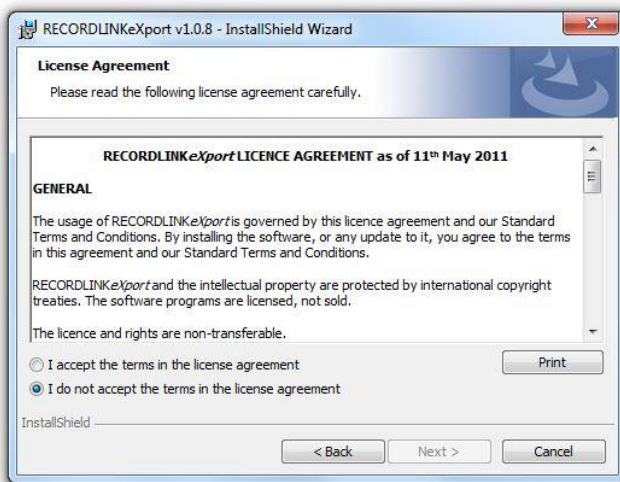 RECORDLINKeXport v1.0.8 - InstallShield Wizard
License Agreement
Please read the following license agreement carefully.
RECORDLINKeXport LICENCE AGREEMENT as of 11th May 2011
GENERAL
The usage of RECORDLINKeXport is governed by this licence agreement and our Standard
Terms and Conditions. By installing the software, or any update to it, you agree to the terms
in this agreement and our Standard Terms and Conditions.
RECORDLINKeXport and the intellectual property are protected by international copyright
treaties. The software programs are licensed, not sold.
The licence and rights are non-transferable.
I accept the terms in the license agreement
Print
I do not accept the terms in the license agreement
InstallShield
< Back
Next >
Cancel